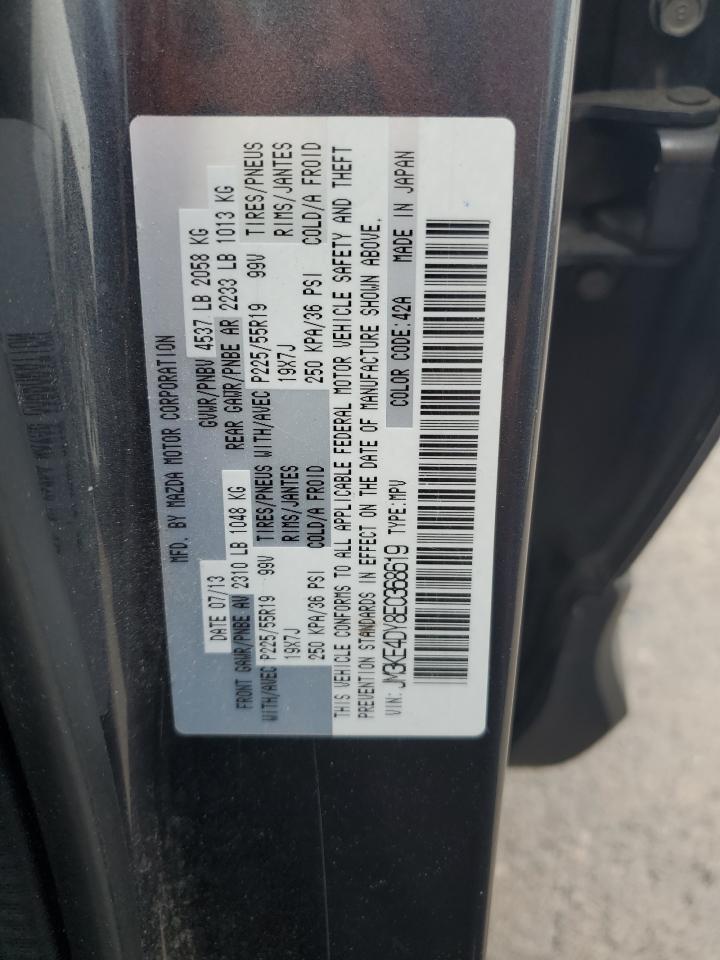 MFD. BY MAZDA MOTOR CORPORATION
DATE 07/13 GVWR/PNBV 4537 LB 2058 KG
FRONT GAWR/PNBE AV 2310 LB 1048 KG REAR GAWR/PNBE AR 2233 LB 1013 KG
WITH/AVEC P225/55R19 99V TIRES/PNEUS WITH/AVEC P225/55R19 99V TIRES/PNEUS
19X7J RIMS/JANTES 19X7J RIMS/JANTES
250 KPA/36 PSI COLD/A FROID 250 KPA/36 PSI COLD/A FROID
THIS VEHICLE CONFORMS TO ALL APPLICABLE FEDERAL MOTOR VEHICLE SAFETY AND THEFT
PREVENTION STANDARDS IN EFFECT ON THE DATE OF MANUFACTURE SHOWN ABOVE.
VIN: JM3KE4DY8E0368619 TYPE:MPV COLOR CODE:42A MADE IN JAPAN